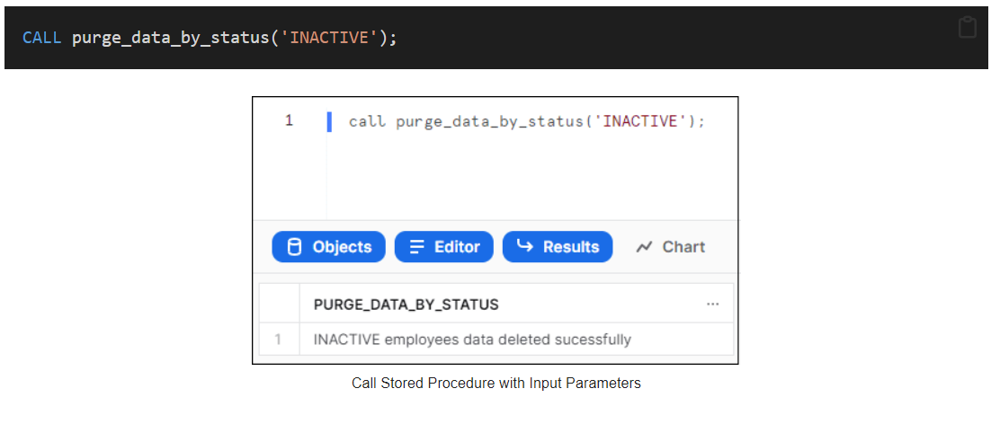 CALL purge_data_by_status('INACTIVE');
1 call purge_data_by_status('INACTIVE');
Objects Editor Results Chart
PURGE_DATA_BY_STATUS ...
1 INACTIVE employees data deleted sucessfully
Call Stored Procedure with Input Parameters